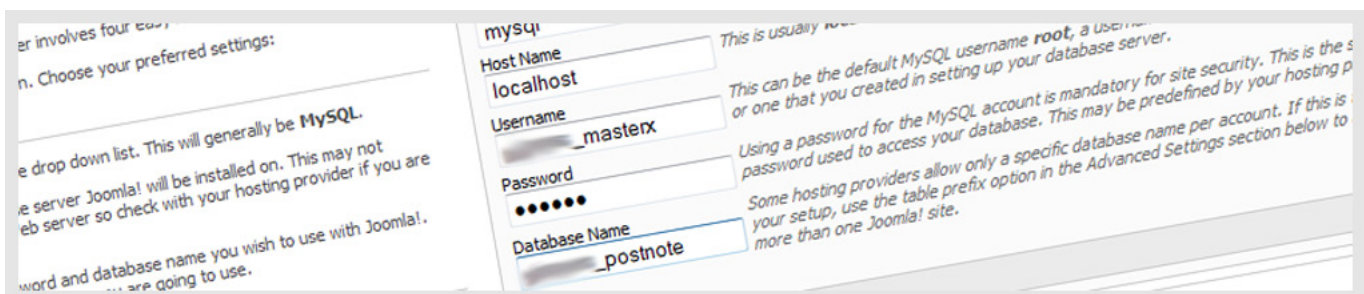 er involves four easy
n. Choose your preferred settings:
e drop down list. This will generally be MySQL.
e server Joomla! will be installed on. This may not
eb server so check with your hosting provider if you are
word and database name you wish to use with Joomla!.
are going to use.
mysql
Host Name
localhost
This is usually
Username
_masterx
This can be the default MySQL username root, a
or one that you created in setting up your database server.
Password
••••••
Using a password for the MySQL account is mandatory for site security. This is the s
password used to access your database. This may be predefined by your hosting p
Database Name
_postnote
Some hosting providers allow only a specific database name per account. If this is
your setup, use the table prefix option in the Advanced Settings section below to
more than one Joomla! site.